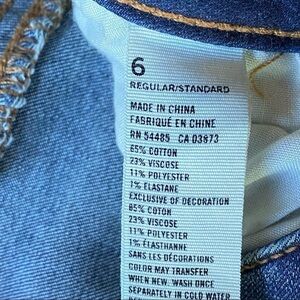 6
REGULAR/STANDARD
MADE IN CHINA
FABRIQUÉ EN CHINE
RN 54485 CA 03873
65% COTTON
23% VISCOSE
11% POLYESTER
1% ELASTANE
EXCLUSIVE OF DECORATION
65% COTON
23% VISCOSE
11% POLYESTER
1% ÉLASTHANNE
SANS LES DÉCORATIONS
COLOR MAY TRANSFER
WHEN NEW. WASH ONCE
SEPARATELY IN COLD WATER